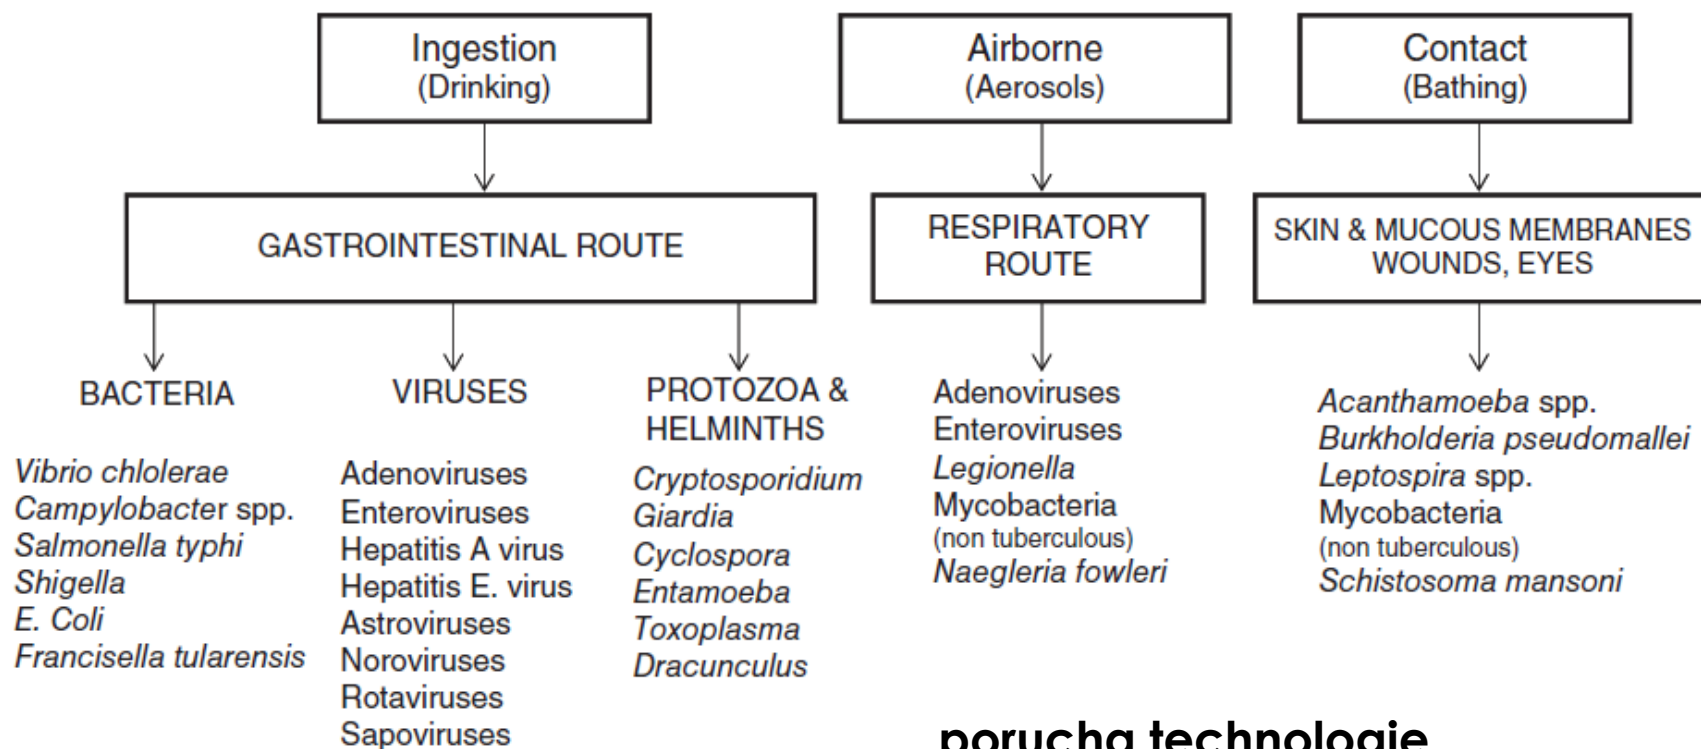 Ingestion
(Drinking)
Airborne
(Aerosols)
Contact
(Bathing)
GASTROINTESTINAL ROUTE
RESPIRATORY
ROUTE
SKIN & MUCOUS MEMBRANES
WOUNDS, EYES
BACTERIA
Vibrio chlolerae
Campylobacter spp.
Salmonella typhi
Shigella
E. Coli
Francisella tularensis
VIRUSES
Adenoviruses
Enteroviruses
Hepatitis A virus
Hepatitis E. virus
Astroviruses
Noroviruses
Rotaviruses
Sapoviruses
PROTOZOA &
HELMINTHS
Cryptosporidium
Giardia
Cyclospora
Entamoeba
Toxoplasma
Dracunculus
Adenoviruses
Enteroviruses
Legionella
Mycobacteria
(non tuberculous)
Naegleria fowleri
Acanthamoeba spp.
Burkholderia pseudomallei
Leptospira spp.
Mycobacteria
(non tuberculous)
Schistosoma mansoni
porucha technologie